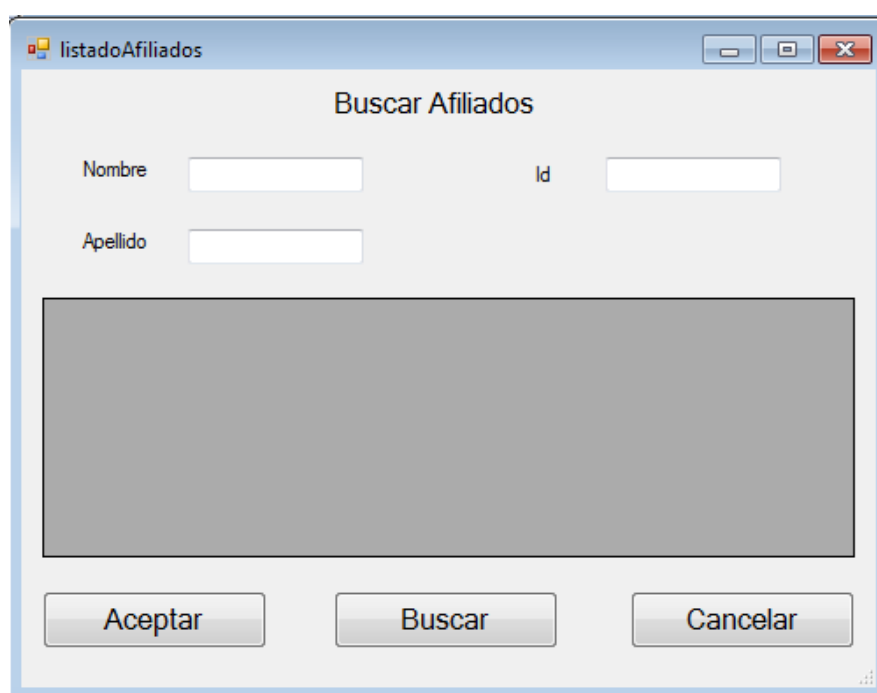 listadoAfiliados
Buscar Afiliados
Nombre
Id
Apellido
Aceptar
Buscar
Cancelar